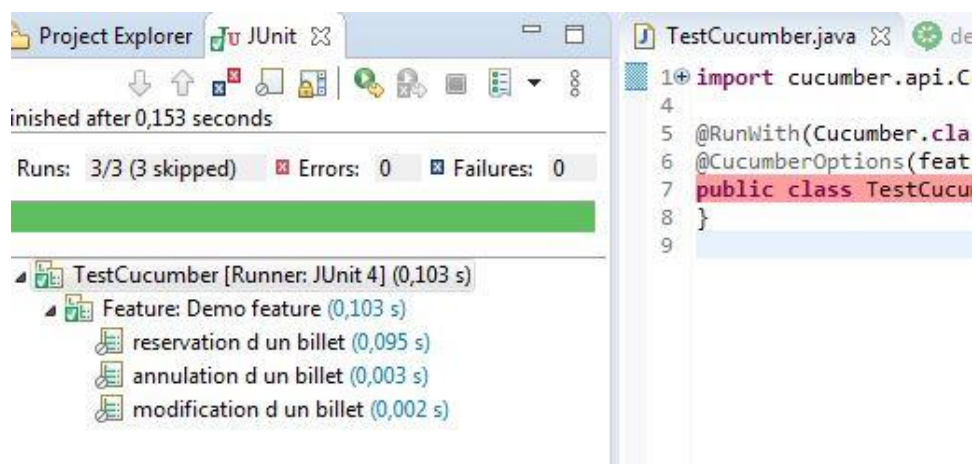 Project Explorer JUnit
inished after 0,153 seconds
Runs: 3/3 (3 skipped) Errors: 0 Failures: 0
TestCucumber [Runner: JUnit 4] (0,103 s)
Feature: Demo feature (0,103 s)
reservation d un billet (0,095 s)
annulation d un billet (0,003 s)
modification d un billet (0,002 s)
TestCucumber.java de
1 import cucumber.api.C
4
5 @RunWith(Cucumber.cla
6 @CucumberOptions(feat
7 public class TestCucu
8 }
9